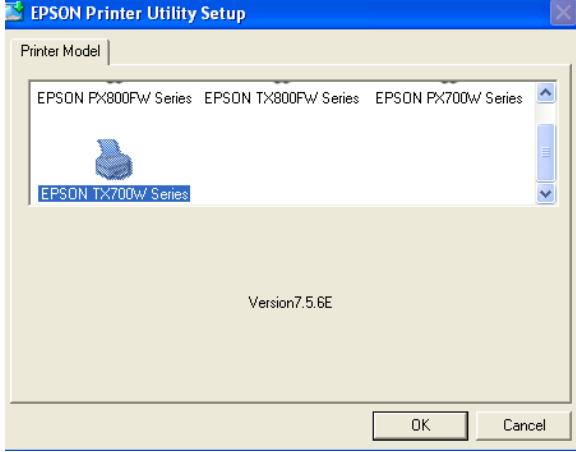 EPSON Printer Utility Setup
Printer Model
EPSON PX800FW Series EPSON TX800FW Series EPSON PX700W Series
EPSON TX700W Series
Version7.5.6E
OK Cancel